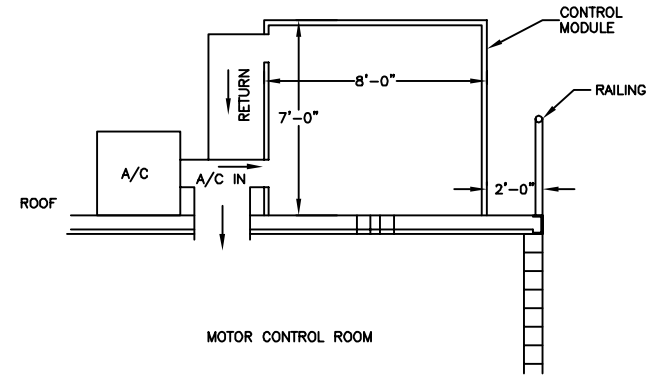 CONTROL
MODULE
RETURN
8'-0"
7'-0"
RAILING
A/C
A/C IN
2'-0"
ROOF
MOTOR CONTROL ROOM